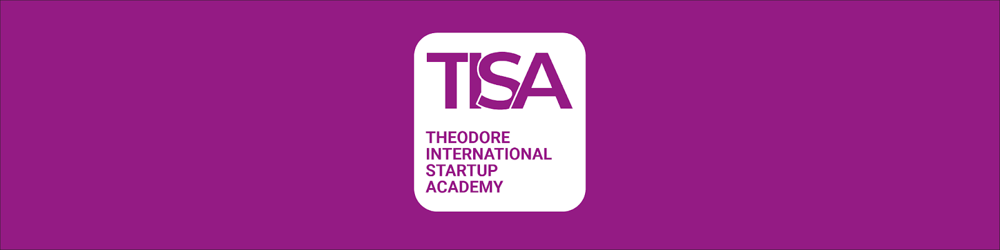 TISA
THEODORE
INTERNATIONAL
STARTUP
ACADEMY